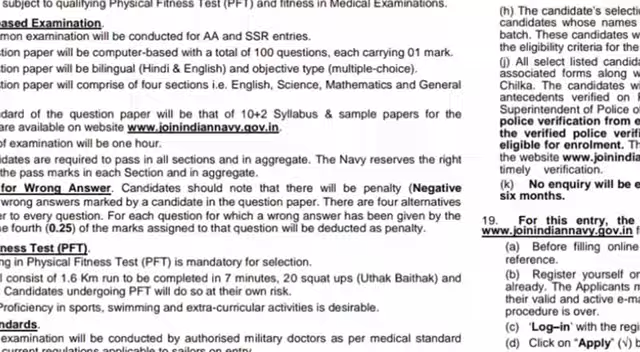 subject to qualifying Physical Fitness Test (PFT) and fitness in Medical Examinations.
ased Examination.
mon examination will be conducted for AA and SSR entries.
tion paper will be computer-based with a total of 100 questions, each carrying 01 mark.
tion paper will be bilingual (Hindi & English) and objective type (multiple-choice).
tion paper will comprise of four sections i.e. English, Science, Mathematics and General
dard of the question paper will be that of 10+2 Syllabus & sample papers for the
are available on website www.joinindiannavy.gov.in.
of examination will be one hour.
idates are required to pass in all sections and in aggregate. The Navy reserves the right
the pass marks in each Section and in aggregate.
for Wrong Answer. Candidates should note that there will be penalty (Negative
wrong answers marked by a candidate in the question paper. There are four alternatives
er to every question. For each question for which a wrong answer has been given by the
ne fourth (0.25) of the marks assigned to that question will be deducted as penalty.
ness Test (PFT).
ng in Physical Fitness Test (PFT) is mandatory for selection.
l consist of 1.6 Km run to be completed in 7 minutes, 20 squat ups (Uthak Baithak) and
Candidates undergoing PFT will do so at their own risk.
Proficiency in sports, swimming and extra-curricular activities is desirable.
ndards.
examination will be conducted by authorised military doctors as per medical standard
current regulations applicable to sailors on entry.
(h) The candidate's selecti
candidates whose names
batch. These candidates w
the eligibility criteria for the
(j) All select listed candida
associated forms along w
Chilka. The candidates wi
antecedents verified on
Superintendent of Police o
police verification from e
the verified police verifi
eligible for enrolment. Th
the website www.joinindia
timely verification.
(k) No enquiry will be e
six months.
19. For this entry, the
www.joinindiannavy.gov.in f
(a) Before filling online
reference.
(b) Register yourself on
already. The Applicants m
their valid and active e-ma
procedure is over.
(c) 'Log–in' with the regi
(d) Click on "Apply" (√) b